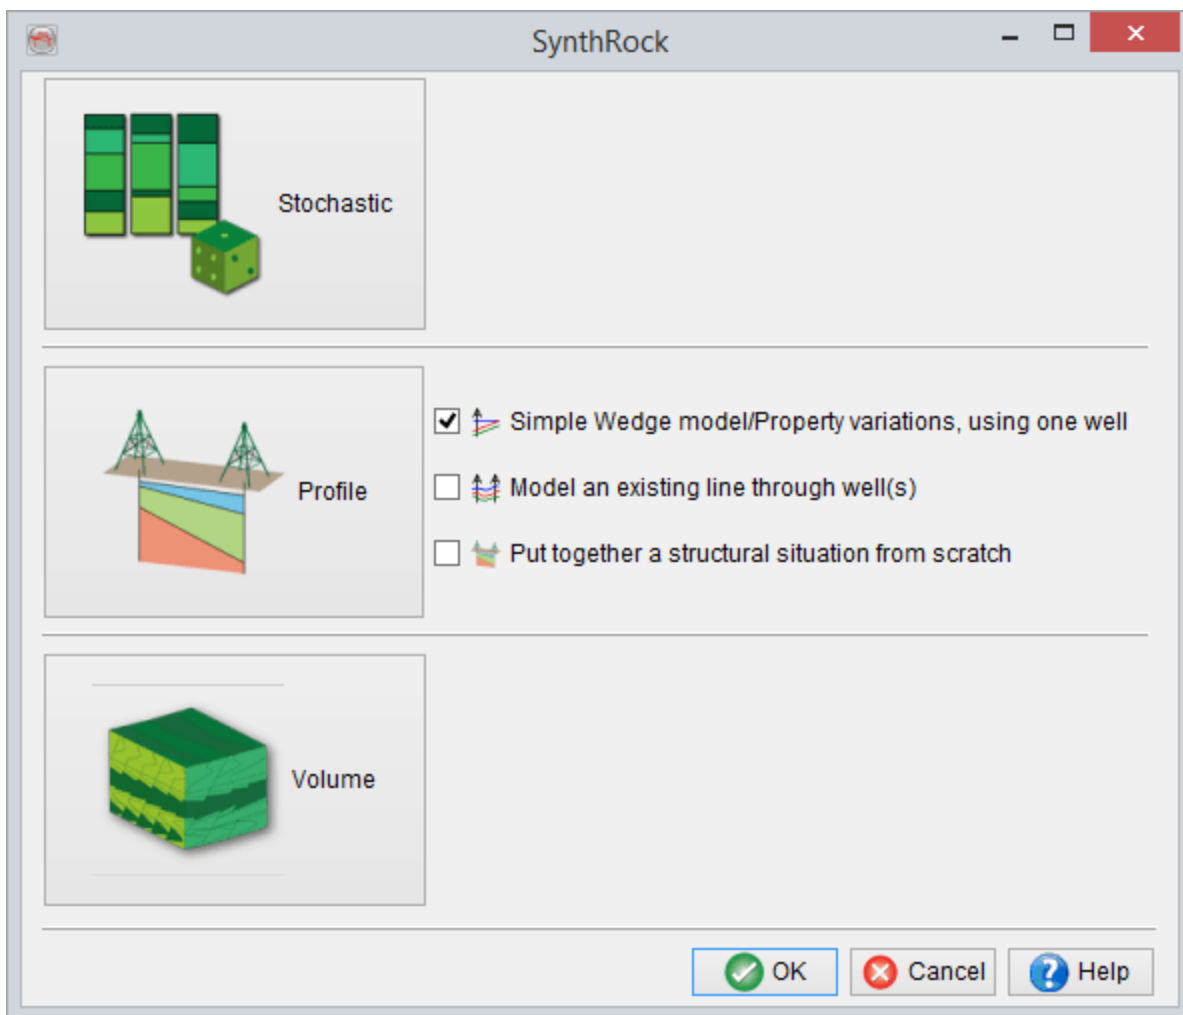 SynthRock
Stochastic
Profile
Simple Wedge model/Property variations, using one well
Model an existing line through well(s)
Put together a structural situation from scratch
Volume
OK
Cancel
Help